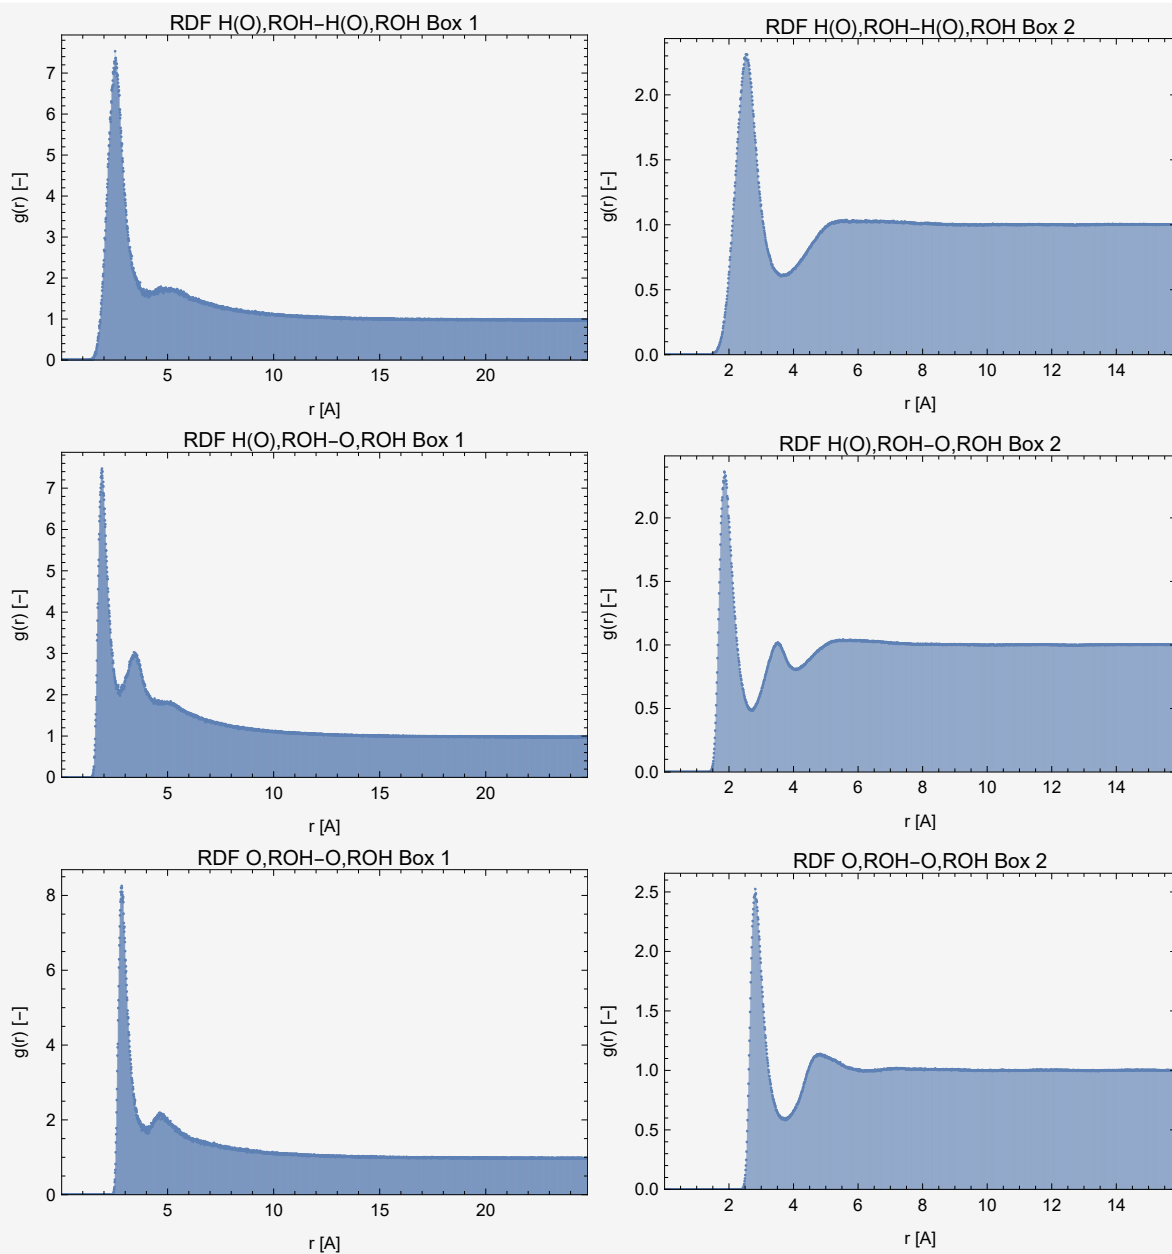 RDF H(O),ROH−H(O),ROH Box 1
7
6
5
4
3
2
1
0
g(r) [−]
5 10 15 20
r [A]
RDF H(O),ROH−H(O),ROH Box 2
2.0
1.5
1.0
0.5
0.0
g(r) [−]
2 4 6 8 10 12 14
r [A]
RDF H(O),ROH−O,ROH Box 1
7
6
5
4
3
2
1
0
g(r) [−]
5 10 15 20
r [A]
RDF H(O),ROH−O,ROH Box 2
2.0
1.5
1.0
0.5
0.0
g(r) [−]
2 4 6 8 10 12 14
r [A]
RDF O,ROH−O,ROH Box 1
8
6
4
2
0
g(r) [−]
5 10 15 20
r [A]
RDF O,ROH−O,ROH Box 2
2.5
2.0
1.5
1.0
0.5
0.0
g(r) [−]
2 4 6 8 10 12 14
r [A]